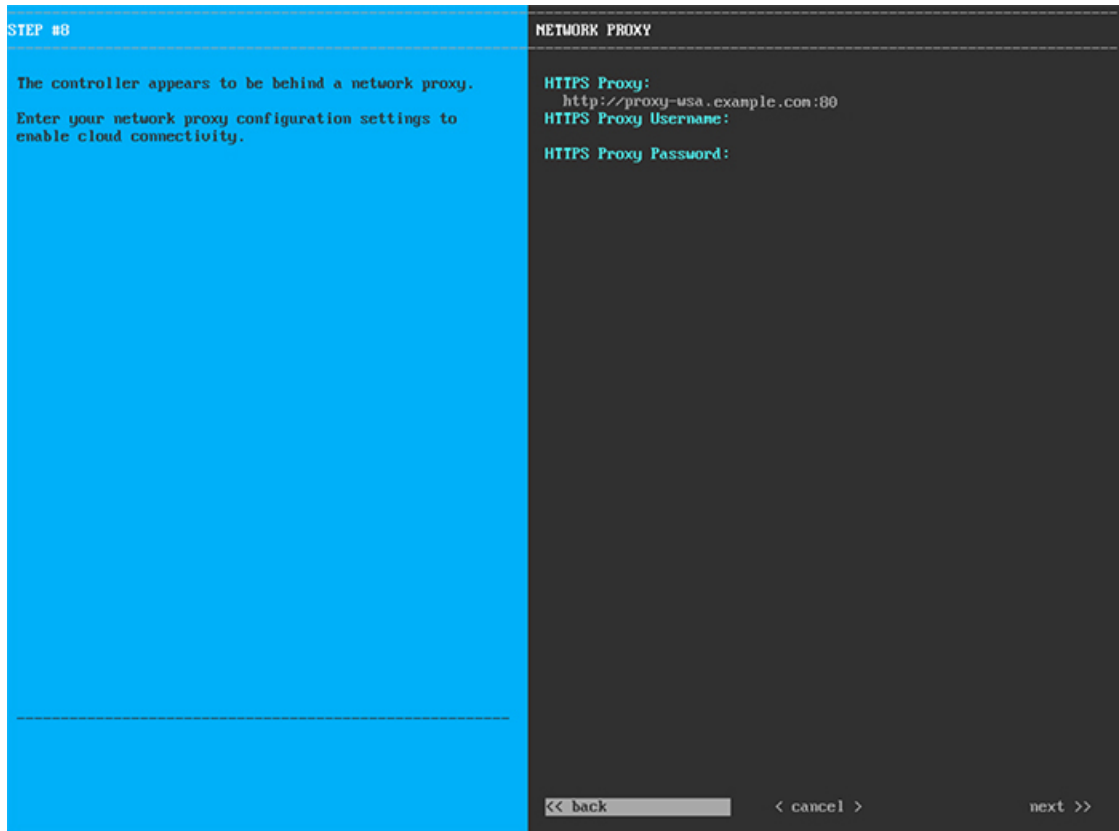 STEP #8
The controller appears to be behind a network proxy.
Enter your network proxy configuration settings to
enable cloud connectivity.
NETWORK PROXY
HTTPS Proxy:
http://proxy-wsa.example.com:80
HTTPS Proxy Username:
HTTPS Proxy Password:
<< back < cancel > next >>